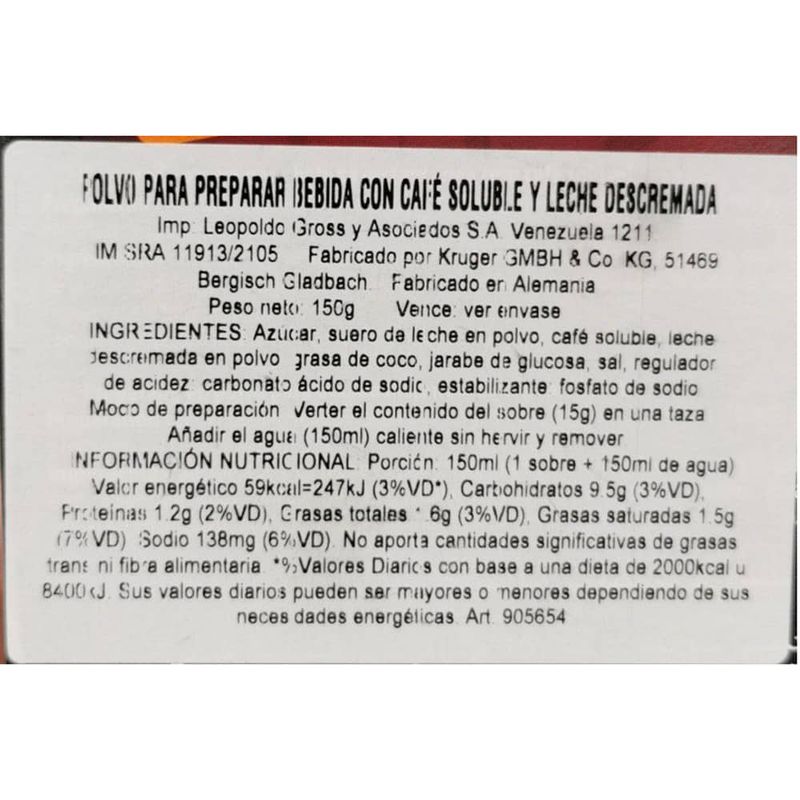 POLVO PARA PREPARAR BEBIDA CON CAFÉ SOLUBLE Y LECHE DESCREMADA
Imp: Leopoldo Gross y Asociados S.A. Venezuela 1211
IM SRA 11913/2105 Fabricado por Kruger GMBH & Co. KG, 51469
Bergisch Gladbach. Fabricado en Alemania
Peso neto: 150g Vence: ver envase
INGREDIENTES: Azúcar, suero de leche en polvo, café soluble, leche
descremada en polvo, grasa de coco, jarabe de glucosa, sal, regulador
de acidez: carbonato ácido de sodio, estabilizante: fosfato de sodio
Modo de preparación: Verter el contenido del sobre (15g) en una taza
Añadir el agua (150ml) caliente sin hervir y remover
INFORMACIÓN NUTRICIONAL: Porción: 150ml (1 sobre + 150ml de agua)
Valor energético 59kcal=247kJ (3%VD*), Carbohidratos 9.5g (3%VD),
Proteínas 1.2g (2%VD), Grasas totales 1.6g (3%VD), Grasas saturadas 1.5g
(7%VD) Sodio 138mg (6%VD). No aporta cantidades significativas de grasas
trans ni fibra alimentaria. *%Valores Diarios con base a una dieta de 2000kcal u
8400kJ. Sus valores diarios pueden ser mayores o menores dependiendo de sus
necesidades energéticas. Art. 905654